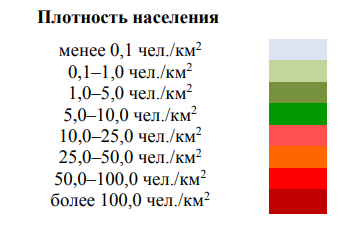 Плотность населения
менее 0,1 чел./км²
0,1–1,0 чел./км²
1,0–5,0 чел./км²
5,0–10,0 чел./км²
10,0–25,0 чел./км²
25,0–50,0 чел./км²
50,0–100,0 чел./км²
более 100,0 чел./км²